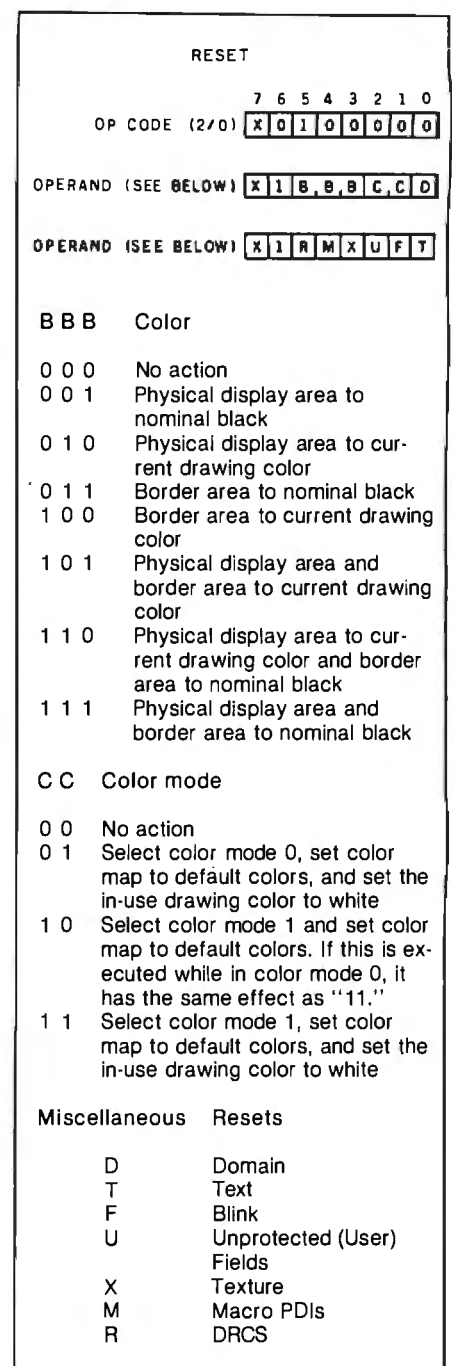 RESET
7 6 5 4 3 2 1 0
OP CODE (2/0) X 0 1 0 0 0 0 0
OPERAND (SEE BELOW) X 1 B,B,B C,C D
OPERAND (SEE BELOW) X 1 R M X U F T
B B B Color
0 0 0 No action
0 0 1 Physical display area to
nominal black
0 1 0 Physical display area to cur-
rent drawing color
0 1 1 Border area to nominal black
1 0 0 Border area to current drawing
color
1 0 1 Physical display area and
border area to current drawing
color
1 1 0 Physical display area to cur-
rent drawing color and border
area to nominal black
1 1 1 Physical display area and
border area to nominal black
C C Color mode
0 0 No action
0 1 Select color mode 0, set color
map to default colors, and set the
in-use drawing color to white
1 0 Select color mode 1 and set color
map to default colors. If this is ex-
ecuted while in color mode 0, it
has the same effect as "11."
1 1 Select color mode 1, set color
map to default colors, and set the
in-use drawing color to white
Miscellaneous Resets
D Domain
T Text
F Blink
U Unprotected (User)
Fields
X Texture
M Macro PDIs
R DRCS